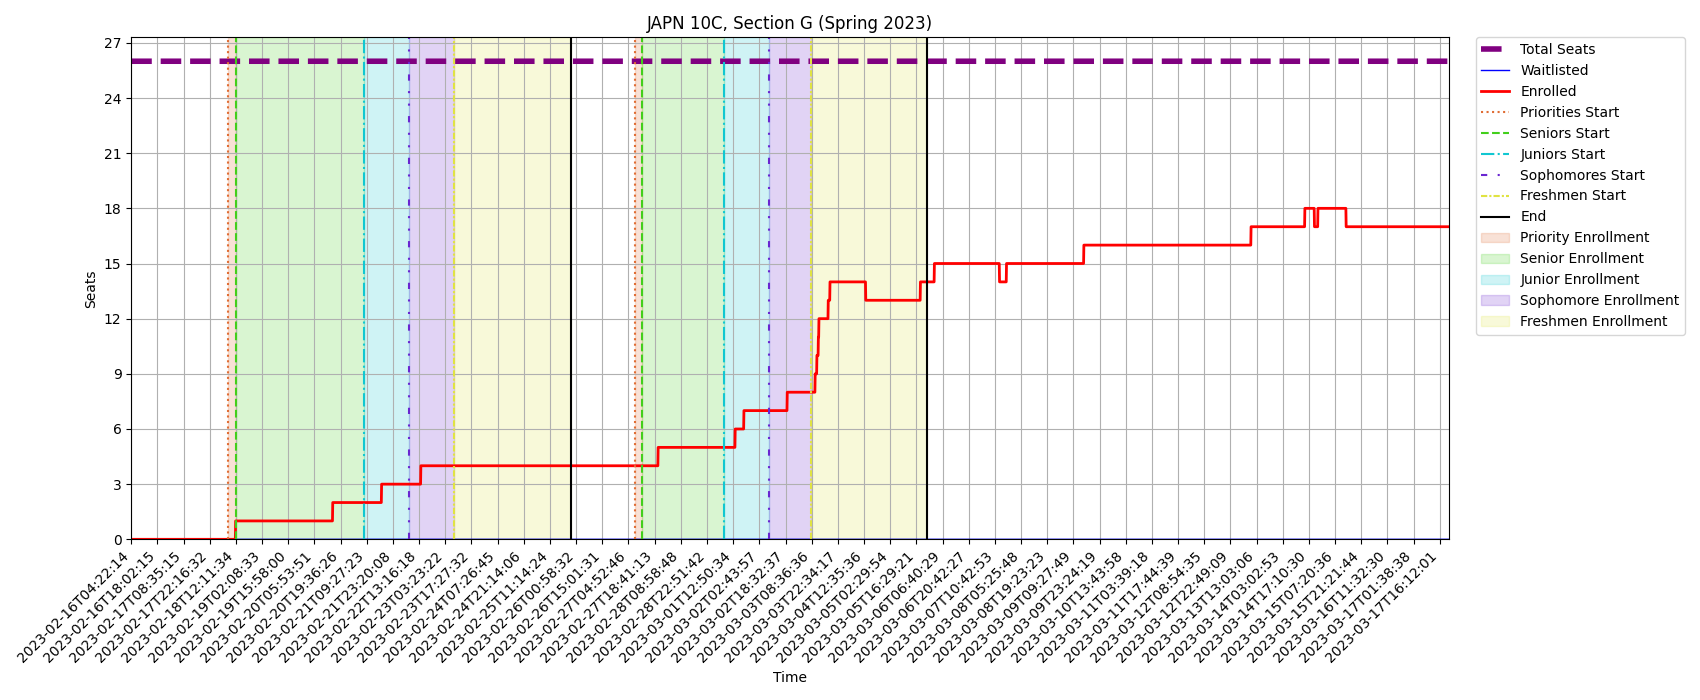 JAPN 10C, Section G (Spring 2023)
27
24
21
18
15
12
9
6
3
0
Seats
2023-02-16T04:22:14
2023-02-16T18:02:15
2023-02-17T08:35:15
2023-02-17T22:16:32
2023-02-18T12:11:34
2023-02-19T02:08:33
2023-02-19T15:58:00
2023-02-20T05:53:51
2023-02-20T19:36:26
2023-02-21T09:27:23
2023-02-21T23:20:08
2023-02-22T13:16:18
2023-02-23T03:23:22
2023-02-23T17:27:32
2023-02-24T07:26:45
2023-02-24T21:14:06
2023-02-25T11:14:24
2023-02-26T00:58:32
2023-02-26T15:01:31
2023-02-27T04:52:46
2023-02-27T18:41:13
2023-02-28T08:58:48
2023-02-28T22:51:42
2023-03-01T12:50:34
2023-03-02T02:43:57
2023-03-02T18:32:37
2023-03-03T08:36:36
2023-03-03T22:34:17
2023-03-04T12:35:36
2023-03-05T02:29:54
2023-03-05T16:29:21
2023-03-06T06:40:29
2023-03-06T20:42:27
2023-03-07T10:42:53
2023-03-08T05:25:48
2023-03-08T19:23:23
2023-03-09T09:27:49
2023-03-09T23:24:19
2023-03-10T13:43:58
2023-03-11T03:39:18
2023-03-11T17:44:39
2023-03-12T08:54:35
2023-03-12T22:49:09
2023-03-13T13:03:06
2023-03-14T03:02:53
2023-03-14T17:10:30
2023-03-15T07:20:36
2023-03-15T21:21:44
2023-03-16T11:32:30
2023-03-17T01:38:38
2023-03-17T16:12:01
Time
Total Seats
Waitlisted
Enrolled
Priorities Start
Seniors Start
Juniors Start
Sophomores Start
Freshmen Start
End
Priority Enrollment
Senior Enrollment
Junior Enrollment
Sophomore Enrollment
Freshmen Enrollment